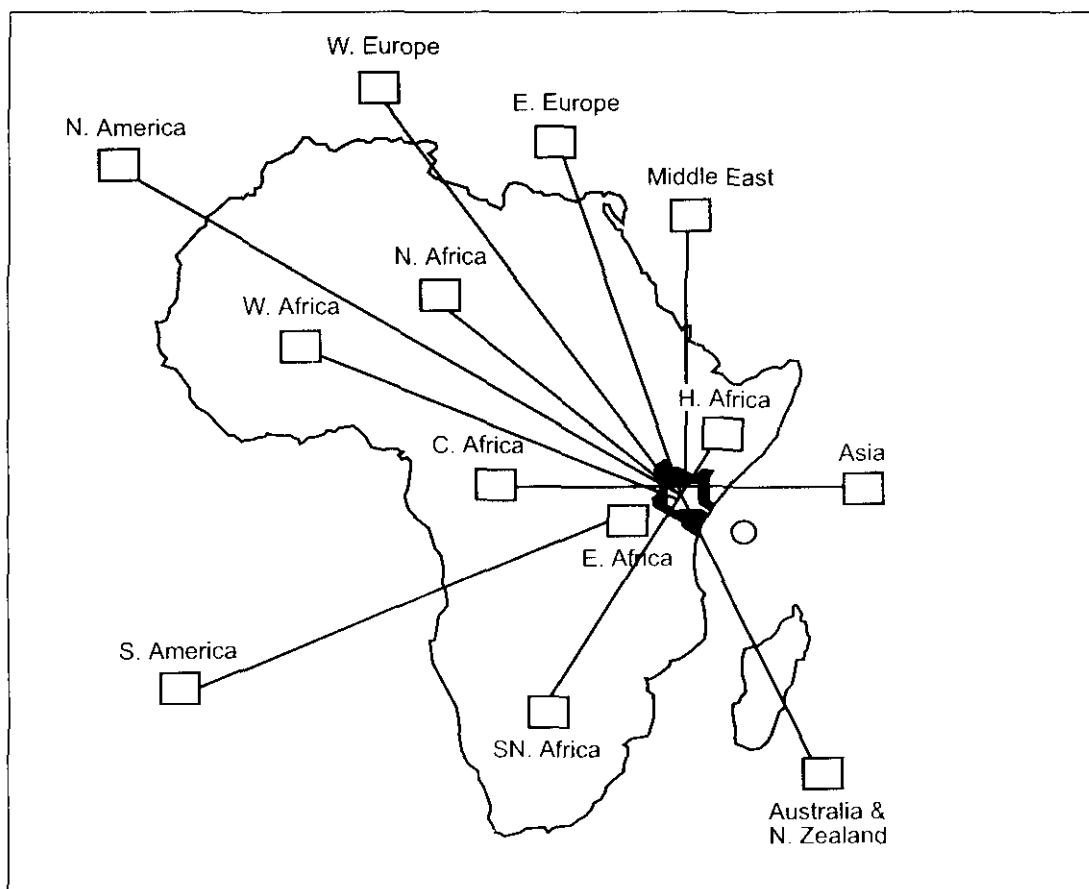 W. Europe
E. Europe
N. America
Middle East
N. Africa
W. Africa
H. Africa
C. Africa
Asia
E. Africa
S. America
SN. Africa
Australia &
N. Zealand